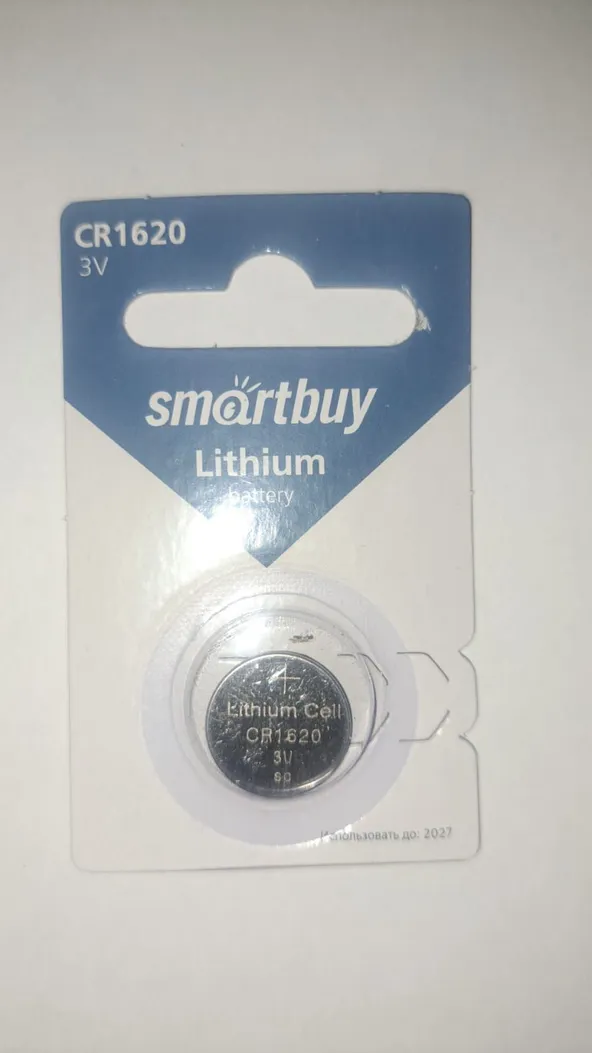 CR1620
3V
smartbuy
Lithium
battery
+
Lithium Cell
CR1620
3V
Использовать до: 2027